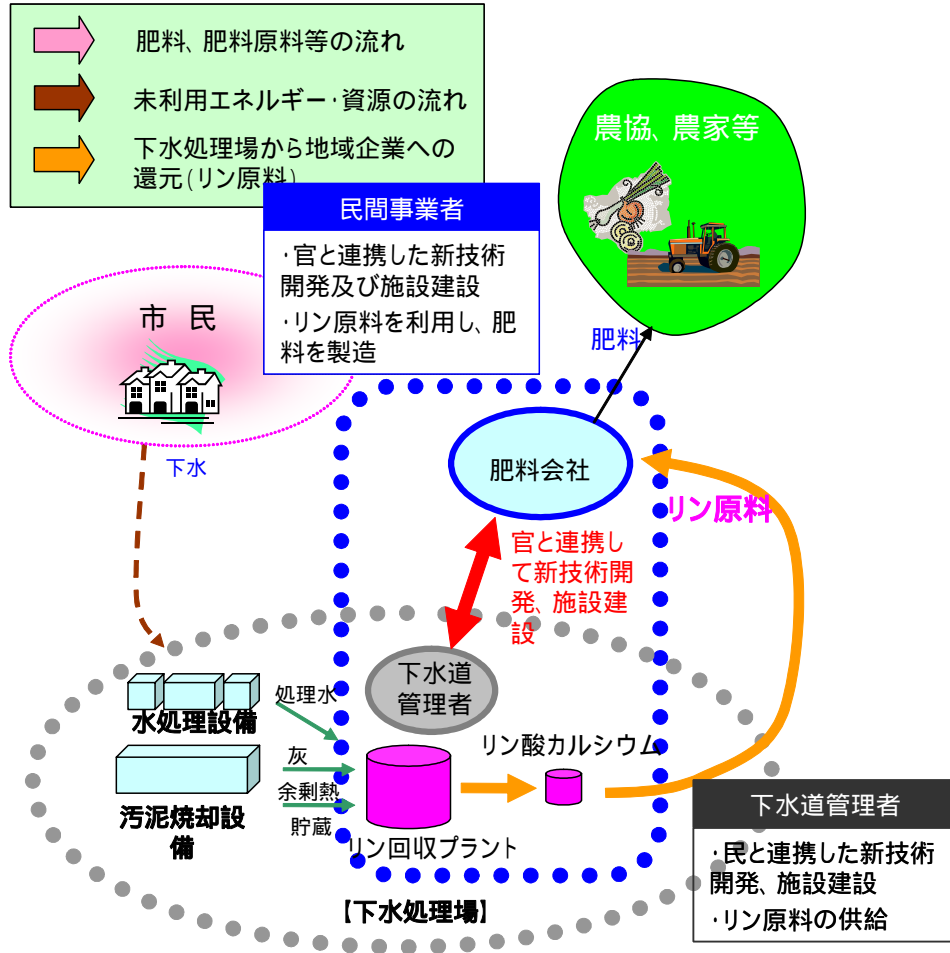 肥料、肥料原料等の流れ
未利用エネルギー・資源の流れ
下水処理場から地域企業への
還元(リン原料)
民間事業者
・官と連携した新技術
開発及び施設建設
・リン原料を利用し、肥
料を製造
農協、農家等
市 民
肥料
下水
肥料会社
リン原料
官と連携し
て新技術開
発、施設建
設
下水道
管理者
処理水
水処理設備
リン酸カルシウム
灰
余剰熱
貯蔵
汚泥焼却設
備
リン回収プラント
下水道管理者
・民と連携した新技術
開発、施設建設
・リン原料の供給
【下水処理場】